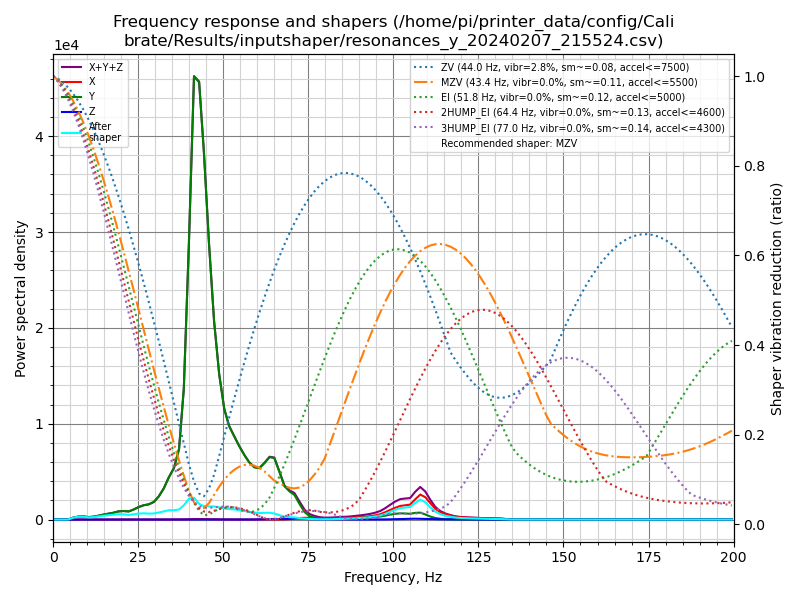 Frequency response and shapers (/home/pi/printer_data/config/Cali
brate/Results/inputshaper/resonances_y_20240207_215524.csv)
1e4
X+Y+Z
X
Y
Z
After
shaper
ZV (44.0 Hz, vibr=2.8%, sm~=0.08, accel<=7500)
MZV (43.4 Hz, vibr=0.0%, sm~=0.11, accel<=5500)
EI (51.8 Hz, vibr=0.0%, sm~=0.12, accel<=5000)
2HUMP_EI (64.4 Hz, vibr=0.0%, sm~=0.13, accel<=4600)
3HUMP_EI (77.0 Hz, vibr=0.0%, sm~=0.14, accel<=4300)
Recommended shaper: MZV
4
3
2
1
0
Power spectral density
1.0
0.8
0.6
0.4
0.2
0.0
Shaper vibration reduction (ratio)
0 25 50 75 100 125 150 175 200
Frequency, Hz